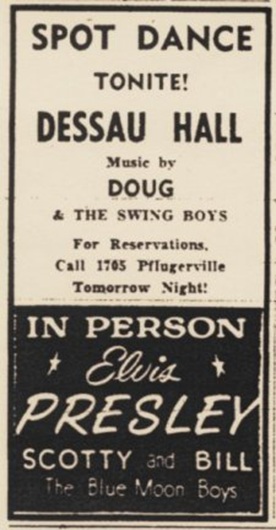 SPOT DANCE
TONITE!
DESSAU HALL
Music by
DOUG
& THE SWING BOYS
For Reservations,
Call 1705 Pflugerville
Tomorrow Night!
IN PERSON
Elvis
PRESLEY
SCOTTY and BILL
The Blue Moon Boys